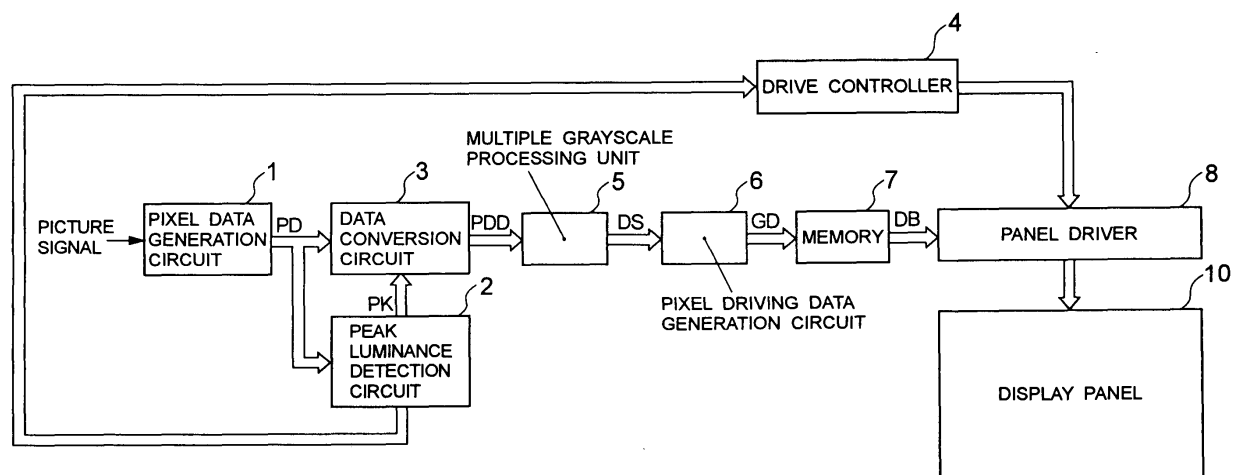 4
DRIVE CONTROLLER
MULTIPLE GRAYSCALE
PROCESSING UNIT
1
3
5
6
7
8
PICTURE
SIGNAL
PIXEL DATA
GENERATION
CIRCUIT
PD
DATA
CONVERSION
CIRCUIT
PDD
DS
GD
MEMORY
DB
PANEL DRIVER
PK
2
PEAK
LUMINANCE
DETECTION
CIRCUIT
PIXEL DRIVING DATA
GENERATION CIRCUIT
10
DISPLAY PANEL